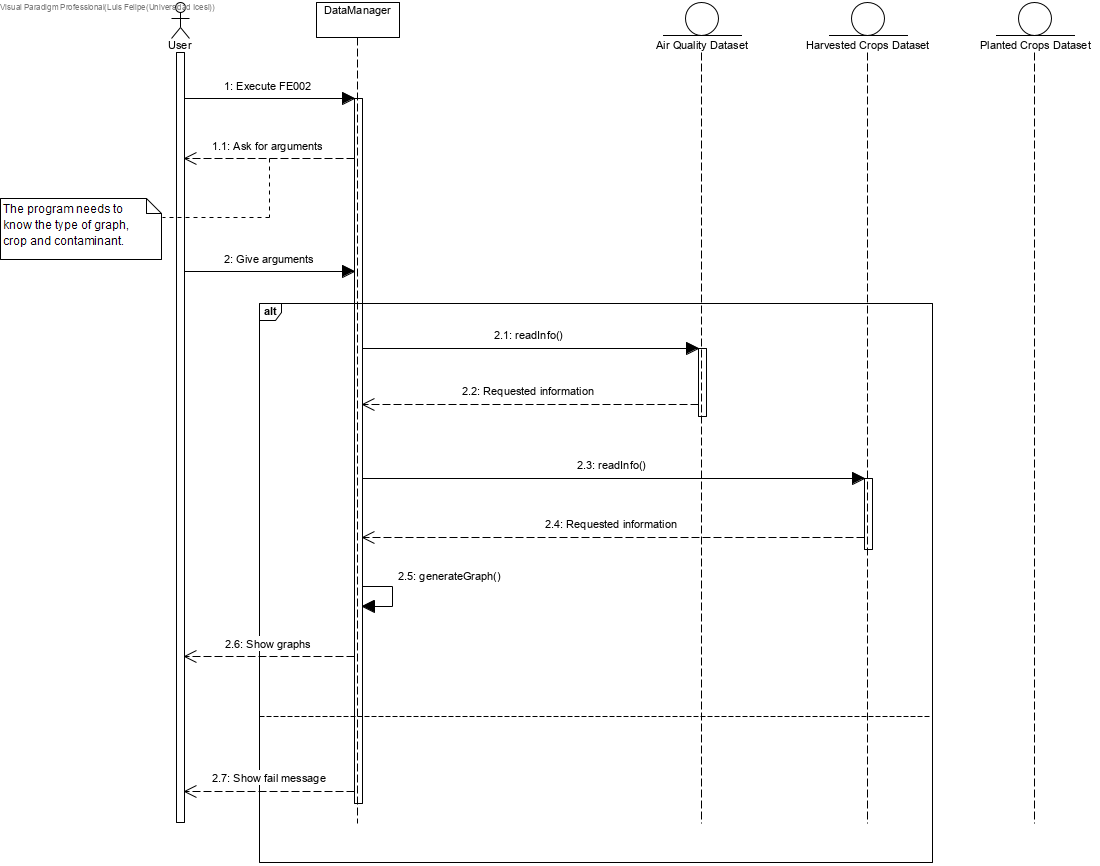 Visual Paradigm Professional(Luis Felipe(Universidad Icesi))
DataManager
User
Air Quality Dataset
Harvested Crops Dataset
Planted Crops Dataset
1: Execute FE002
1.1: Ask for arguments
The program needs to
know the type of graph,
crop and contaminant.
2: Give arguments
alt
2.1: readInfo()
2.2: Requested information
2.3: readInfo()
2.4: Requested information
2.5: generateGraph()
2.6: Show graphs
2.7: Show fail message